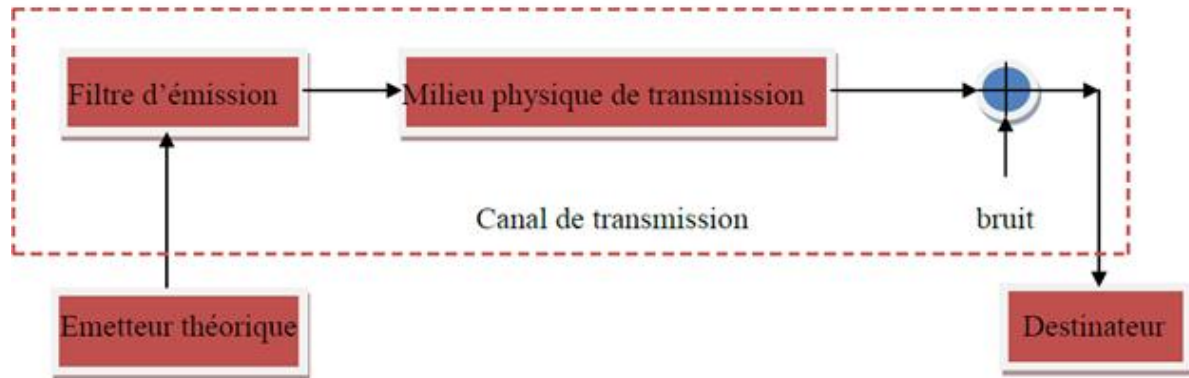 Filtre d’émission
Milieu physique de transmission
Canal de transmission
bruit
Emetteur théorique
Destinateur